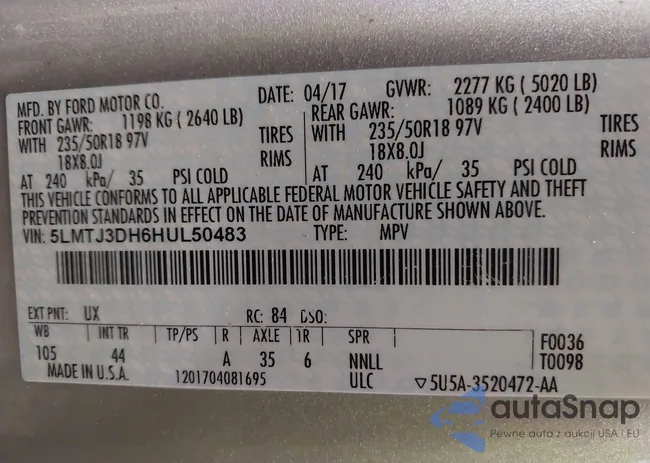 MFD. BY FORD MOTOR CO. DATE: 04/17 GVWR: 2277 KG ( 5020 LB)
FRONT GAWR: 1198 KG ( 2640 LB) REAR GAWR: 1089 KG ( 2400 LB)
WITH 235/50R18 97V TIRES WITH 235/50R18 97V TIRES
18X8.0J RIMS 18X8.0J RIMS
AT 240 kPa/ 35 PSI COLD AT 240 kPa/ 35 PSI COLD
THIS VEHICLE CONFORMS TO ALL APPLICABLE FEDERAL MOTOR VEHICLE SAFETY AND THEFT
PREVENTION STANDARDS IN EFFECT ON THE DATE OF MANUFACTURE SHOWN ABOVE.
VIN: 5LMTJ3DH6HUL50483 TYPE: MPV
EXT PNT: UX RC: 84 DSO:
WB INT TR TP/PS R AXLE TR SPR F0036
105 44 A 35 6 NNLL T0098
MADE IN U.S.A. 1201704081695 ULC ▽5U5A-3520472-AA
autaSnap
Pewne auta z aukcji USA i EU